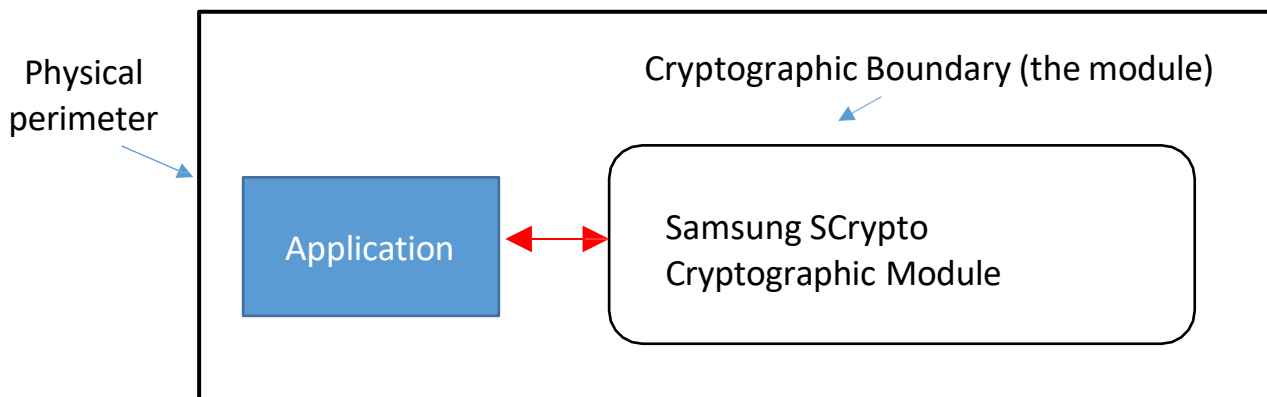 Physical
perimeter
Cryptographic Boundary (the module)
Application
Samsung SCrypto
Cryptographic Module